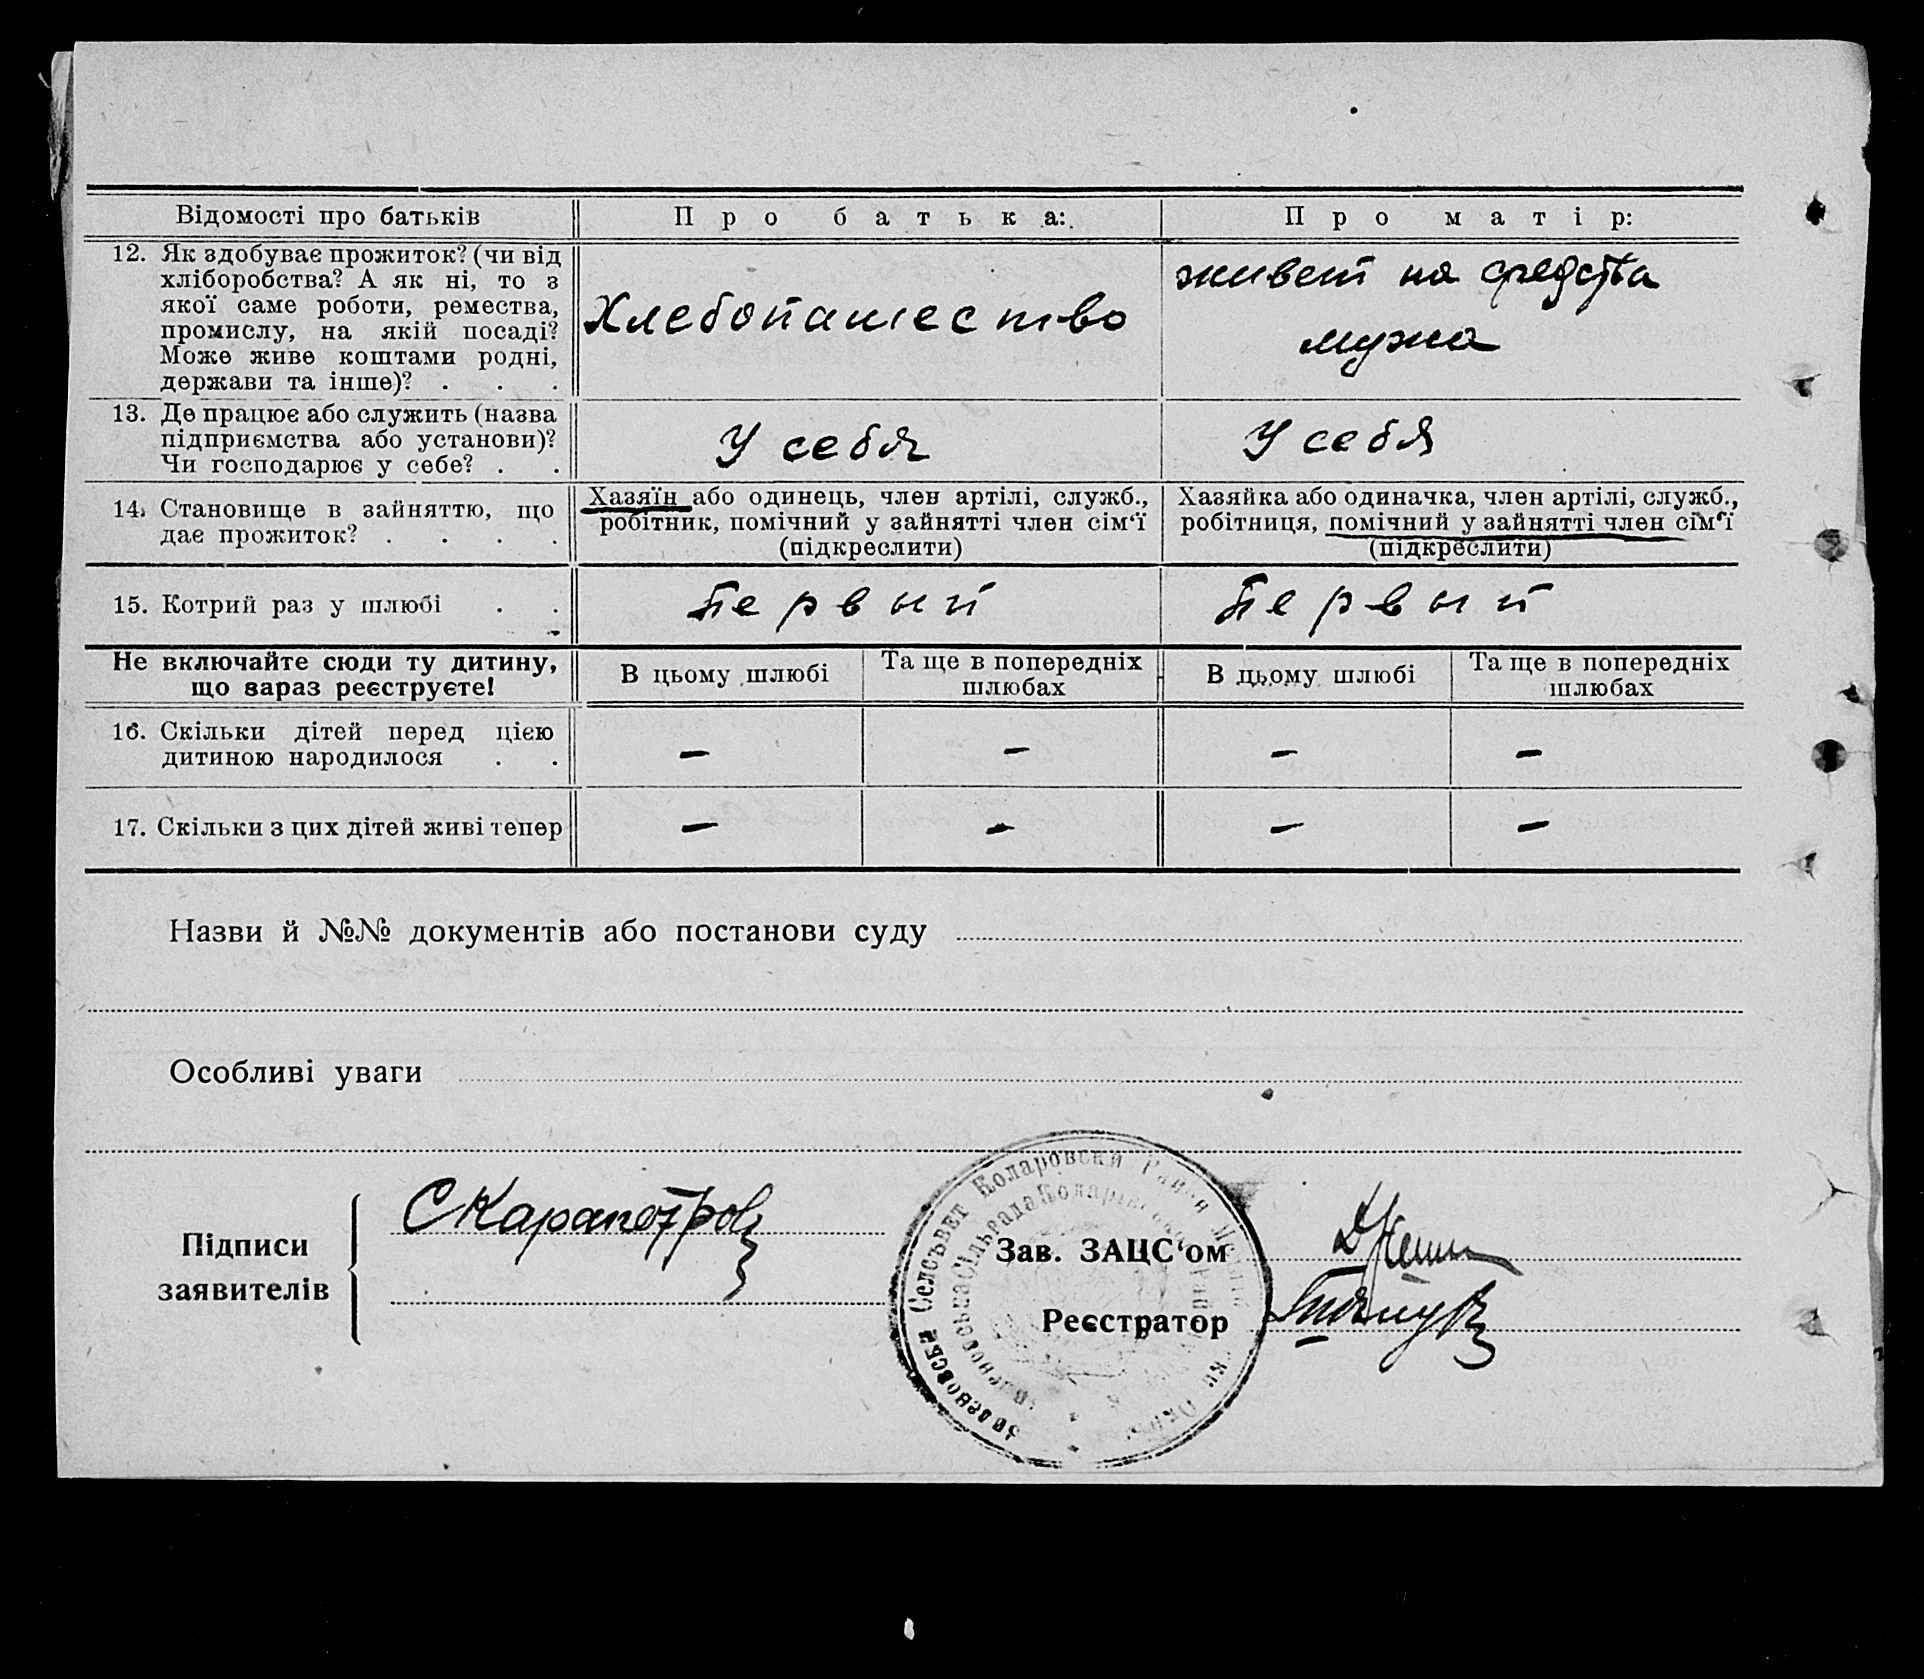 Відомості про батьків
Про батька:
Про матір:
12. Як здобуває прожиток? (чи від
хліборобства? А як ні, то з
якої саме роботи, ремества,
промислу, на якій посаді?
Може живе коштами родні,
держави та інше)? . . .
Хлебопашество
живет на средства
мужа
13. Де працює або служить (назва
підприємства або установи)?
Чи господарює у себе? . .
У себя
У себя
14. Становище в зайняттю, що
дає прожиток? . . . .
Хазяїн або одинець, член артілі, служб.,
робітник, помічний у зайнятті член сім'ї
(підкреслити)
Хазяйка або одиначка, член артілі, служб.,
робітниця, помічний у зайнятті член сім'ї
(підкреслити)
15. Котрий раз у шлюбі . .
Первый
Первый
Не включайте сюди ту дитину,
що зараз реєструєте!
В цьому шлюбі
Та ще в попередніх
шлюбах
В цьому шлюбі
Та ще в попередніх
шлюбах
16. Скільки дітей перед цією
дитиною народилося . .
– – – –
17. Скільки з цих дітей живі тепер
– – – –
Назви й №№ документів або постанови суду
Особливі уваги
Підписи
заявителів
СКарапетров
Зав. ЗАЦС'ом
Реєстратор
Селсъвет Коларовски Район
Сільрада